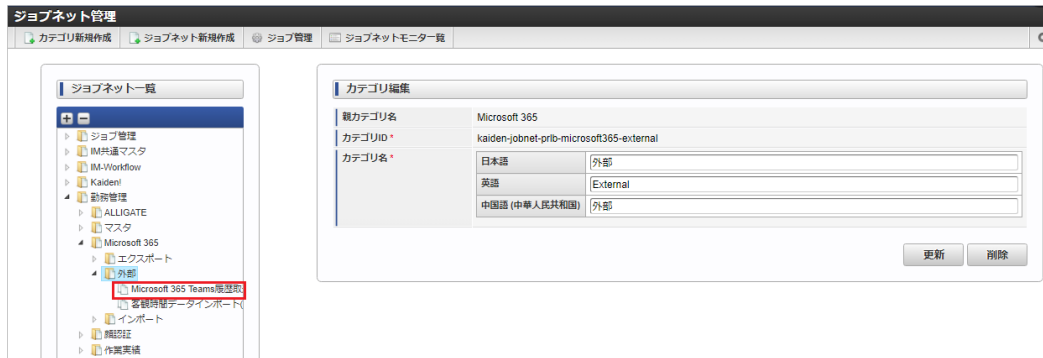 ジョブネット管理
カテゴリ新規作成 ジョブネット新規作成 ジョブ管理 ジョブネットモニター覧
ジョブネット一覧
ジョブ管理
IM共通マスタ
IM-Workflow
Kaiden!
勤務管理
ALLIGATE
マスタ
Microsoft 365
エクスポート
外部
Microsoft 365 Teams履歴取
客観時間データインポート(
インポート
顔認証
作業実績
カテゴリ編集
親カテゴリ名 Microsoft 365
カテゴリID * kaiden-jobnet-prlb-microsoft365-external
カテゴリ名 *
日本語 外部
英語 External
中国語 (中華人民共和国) 外部
更新 削除